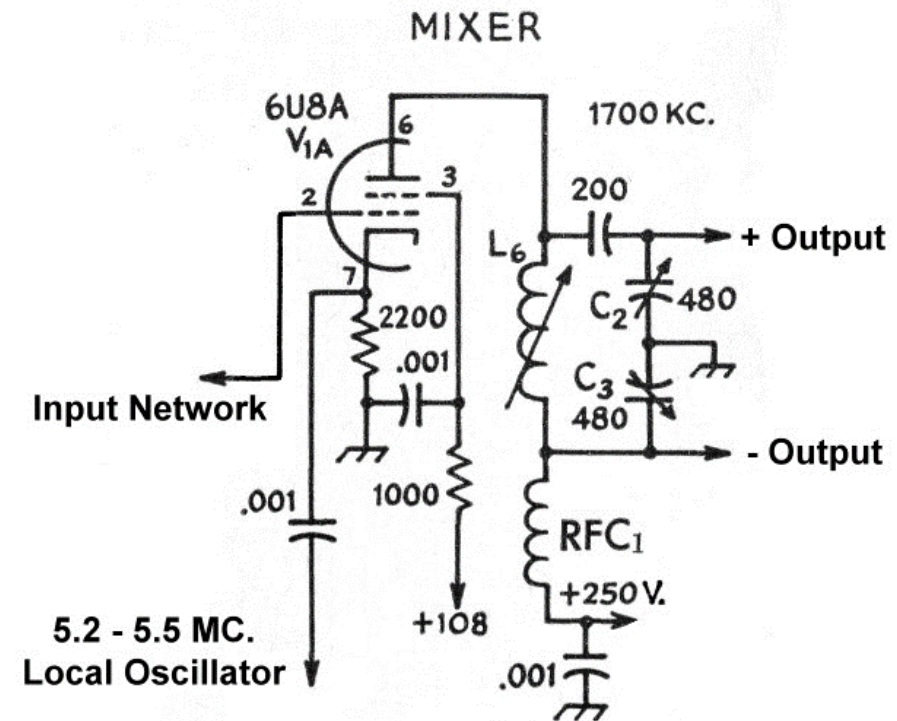 MIXER
6U8A
V1A
6
1700 KC.
3
2
200
+ Output
L6
7
C2 480
2200
.001
C3
480
Input Network
- Output
.001
1000
RFC1
+250 V.
+108
5.2 - 5.5 MC.
Local Oscillator
.001